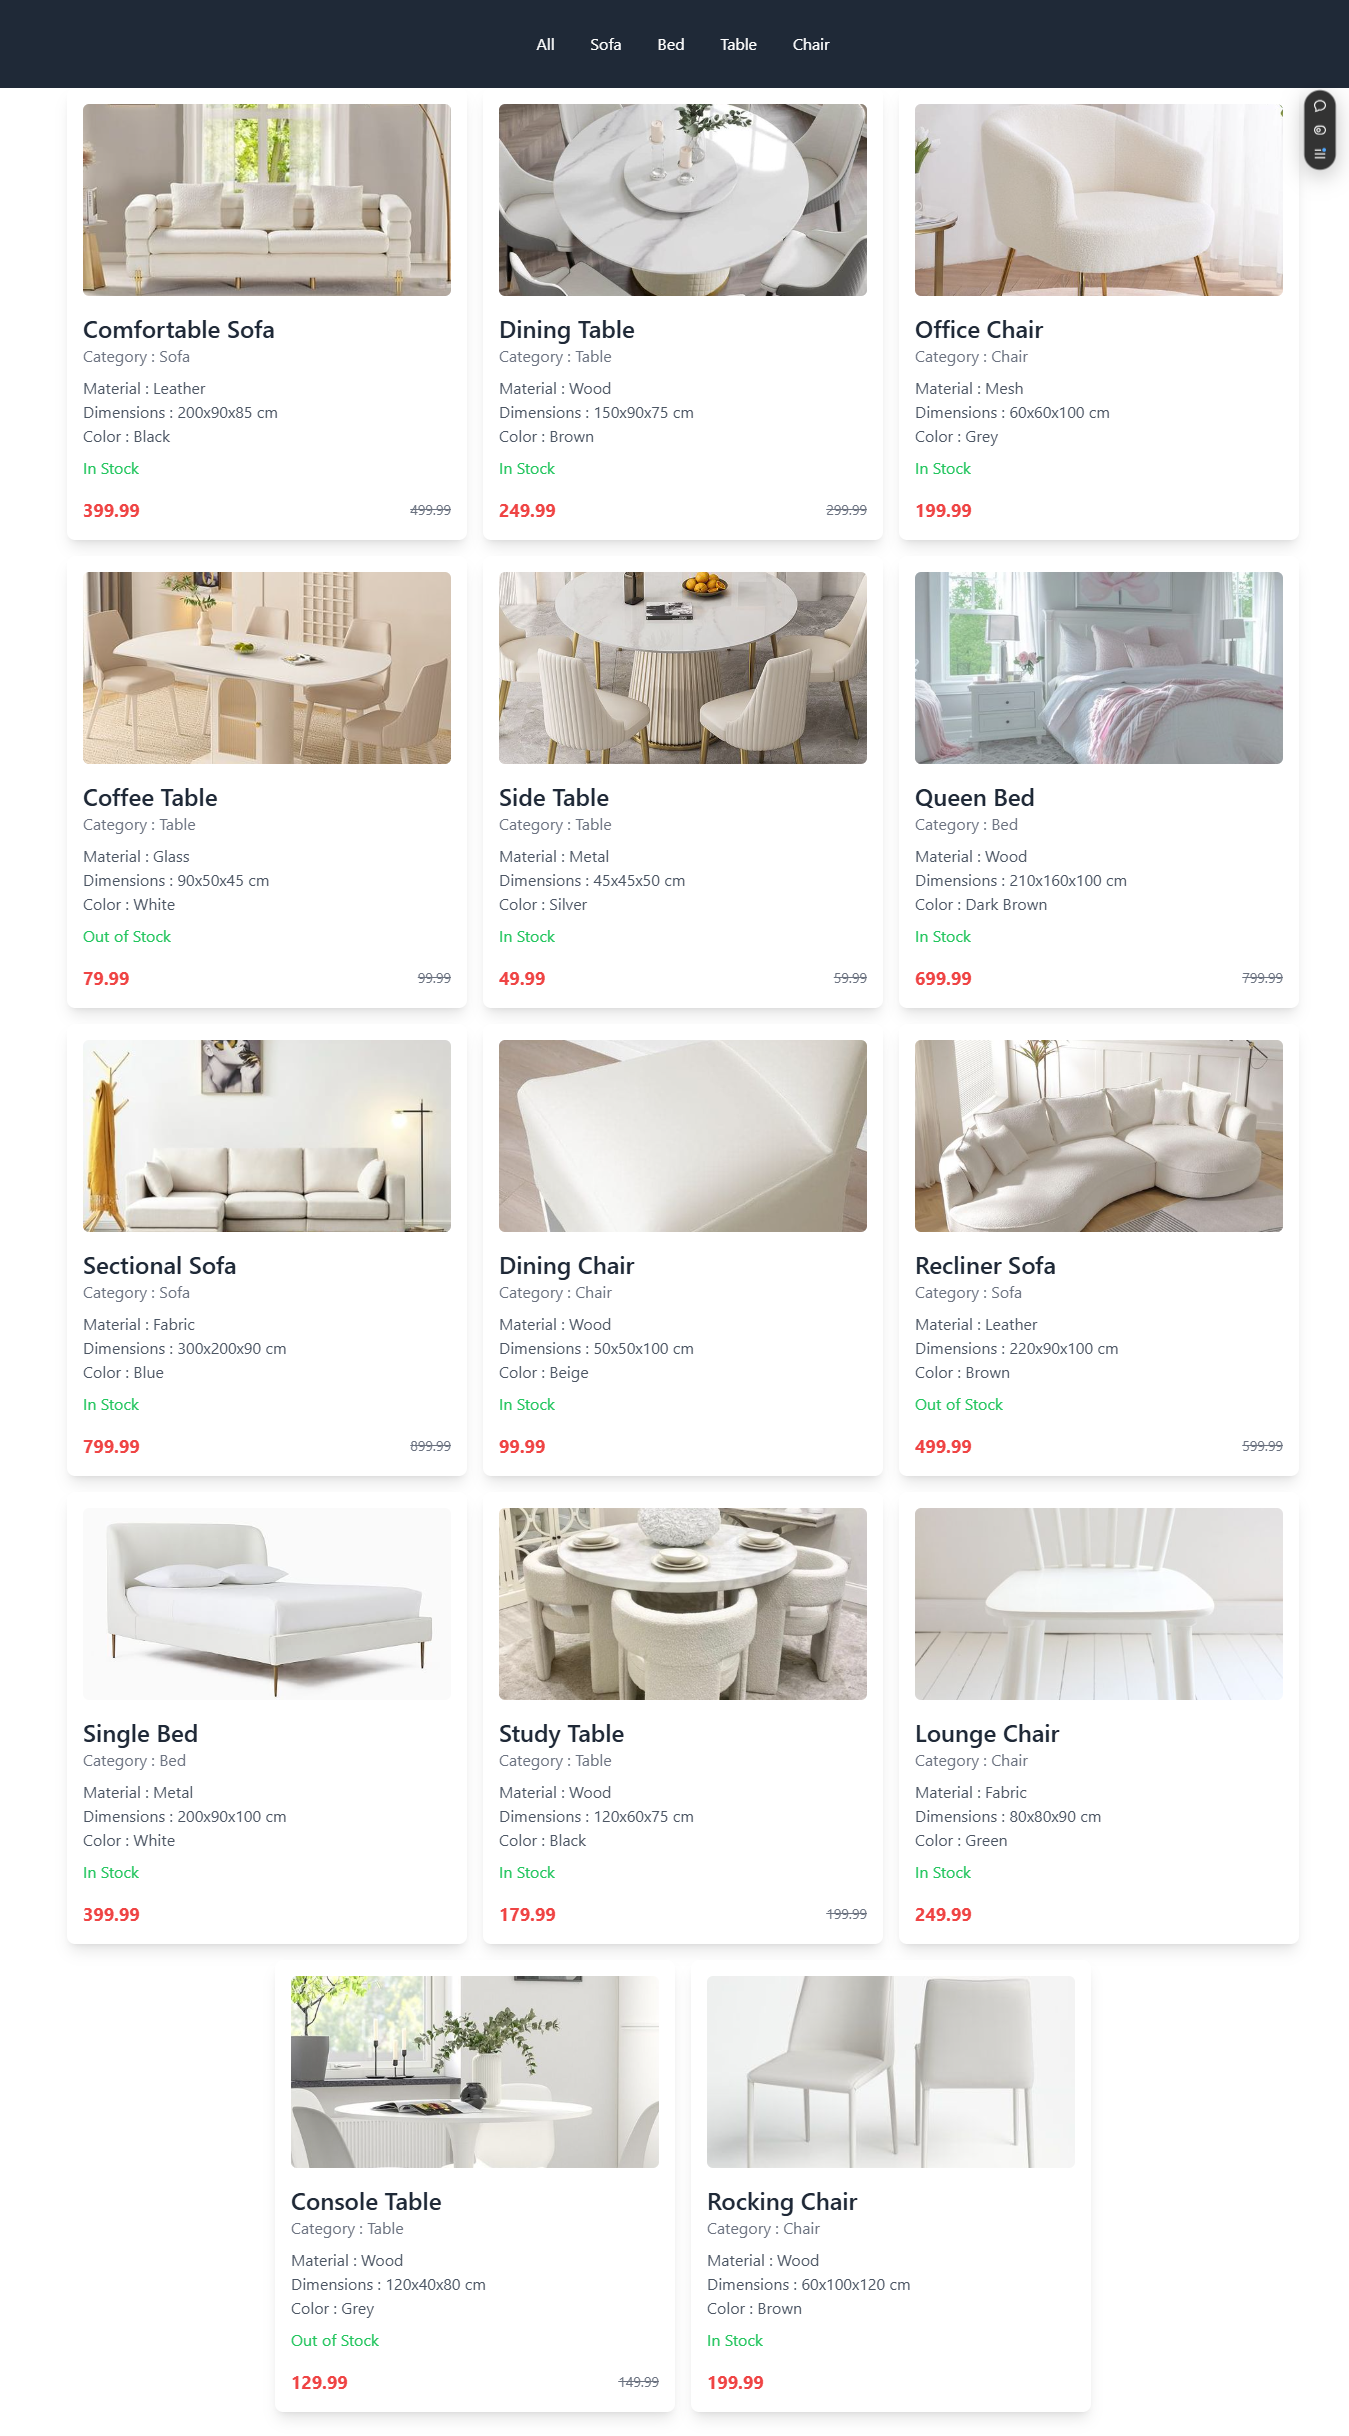 All Sofa Bed Table Chair
Comfortable Sofa
Category : Sofa
Material : Leather
Dimensions : 200x90x85 cm
Color : Black
In Stock
399.99 499.99
Dining Table
Category : Table
Material : Wood
Dimensions : 150x90x75 cm
Color : Brown
In Stock
249.99 299.99
Office Chair
Category : Chair
Material : Mesh
Dimensions : 60x60x100 cm
Color : Grey
In Stock
199.99
Coffee Table
Category : Table
Material : Glass
Dimensions : 90x50x45 cm
Color : White
Out of Stock
79.99 99.99
Side Table
Category : Table
Material : Metal
Dimensions : 45x45x50 cm
Color : Silver
In Stock
49.99 59.99
Queen Bed
Category : Bed
Material : Wood
Dimensions : 210x160x100 cm
Color : Dark Brown
In Stock
699.99 799.99
Sectional Sofa
Category : Sofa
Material : Fabric
Dimensions : 300x200x90 cm
Color : Blue
In Stock
799.99 899.99
Dining Chair
Category : Chair
Material : Wood
Dimensions : 50x50x100 cm
Color : Beige
In Stock
99.99
Recliner Sofa
Category : Sofa
Material : Leather
Dimensions : 220x90x100 cm
Color : Brown
Out of Stock
499.99 599.99
Single Bed
Category : Bed
Material : Metal
Dimensions : 200x90x100 cm
Color : White
In Stock
399.99
Study Table
Category : Table
Material : Wood
Dimensions : 120x60x75 cm
Color : Black
In Stock
179.99 199.99
Lounge Chair
Category : Chair
Material : Fabric
Dimensions : 80x80x90 cm
Color : Green
In Stock
249.99
Console Table
Category : Table
Material : Wood
Dimensions : 120x40x80 cm
Color : Grey
Out of Stock
129.99 149.99
Rocking Chair
Category : Chair
Material : Wood
Dimensions : 60x100x120 cm
Color : Brown
In Stock
199.99